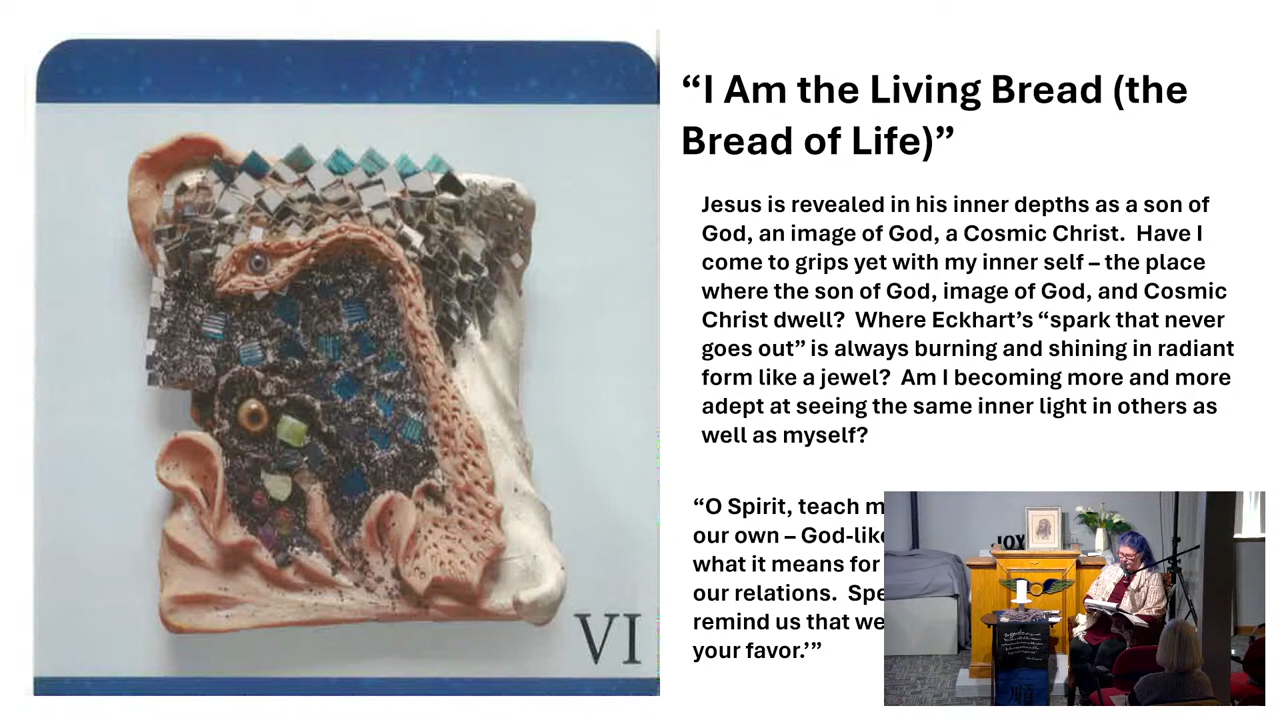 “I Am the Living Bread (the
Bread of Life)”
Jesus is revealed in his inner depths as a son of
God, an image of God, a Cosmic Christ.  Have I
come to grips yet with my inner self – the place
where the son of God, image of God, and Cosmic
Christ dwell?  Where Eckhart’s “spark that never
goes out” is always burning and shining in radiant
form like a jewel?  Am I becoming more and more
adept at seeing the same inner light in others as
well as myself?
“O Spirit, teach
our own – God-like
what it means for
our relations.  
remind us that we
your favor.’”
VI
JOY